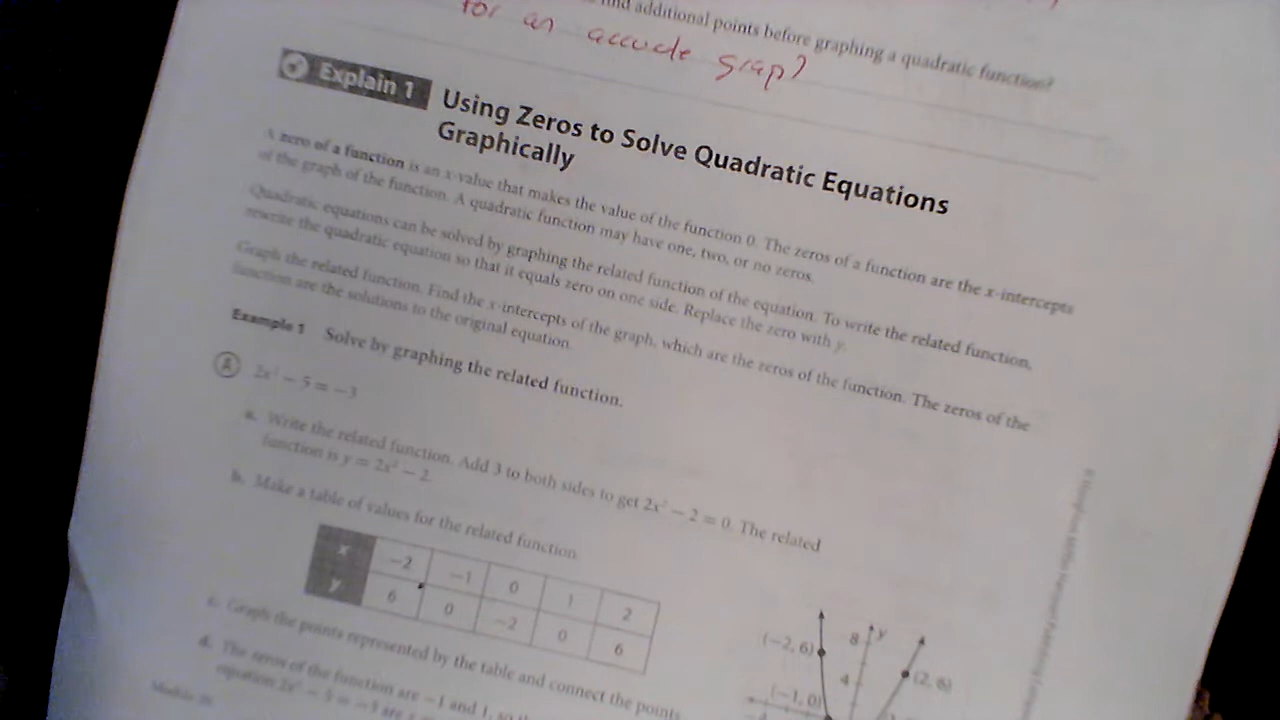 find additional points before graphing a quadratic function?
for an accucte grap?
Explain 1 Using Zeros to Solve Quadratic Equations
Graphically
A zero of a function is an x-value that makes the value of the function 0. The zeros of a function are the x-intercepts
of the graph of the function. A quadratic function may have one, two, or no zeros.
Quadratic equations can be solved by graphing the related function of the equation. To write the related function,
rewrite the quadratic equation so that it equals zero on one side. Replace the zero with y.
Graph the related function. Find the x-intercepts of the graph, which are the zeros of the function. The zeros of the
function are the solutions to the original equation.
Example 1 Solve by graphing the related function.
A 2x² − 5 = −3
a. Write the related function. Add 3 to both sides to get 2x² − 2 = 0. The related
function is y = 2x² − 2.
b. Make a table of values for the related function.
x −2 −1 0 1 2
y 6 0 −2 0 6
c. Graph the points represented by the table and connect the points.
d. The zeros of the function are −1 and 1, so the
equation 2x² − 5 = −3 are
Module
8 y
(−2, 6)
4
(2, 6)
(−1, 0)
−4